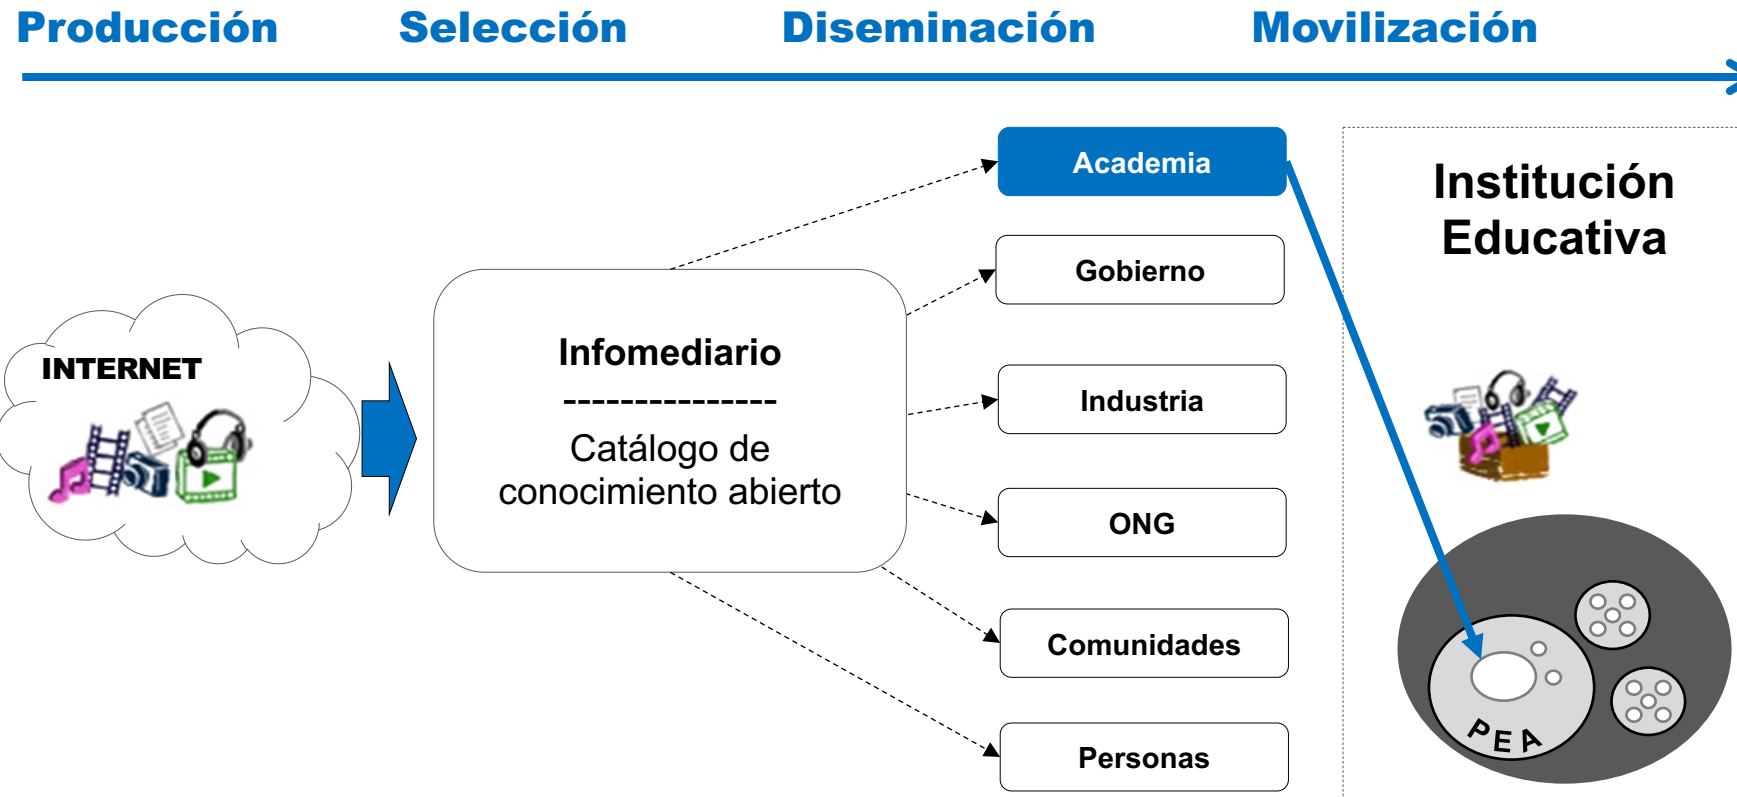 Producción Selección Diseminación Movilización
Academia
Institución
Educativa
Gobierno
INTERNET
Infomediario
---------------
Catálogo de
conocimiento abierto
Industria
ONG
Comunidades
Personas
PEA